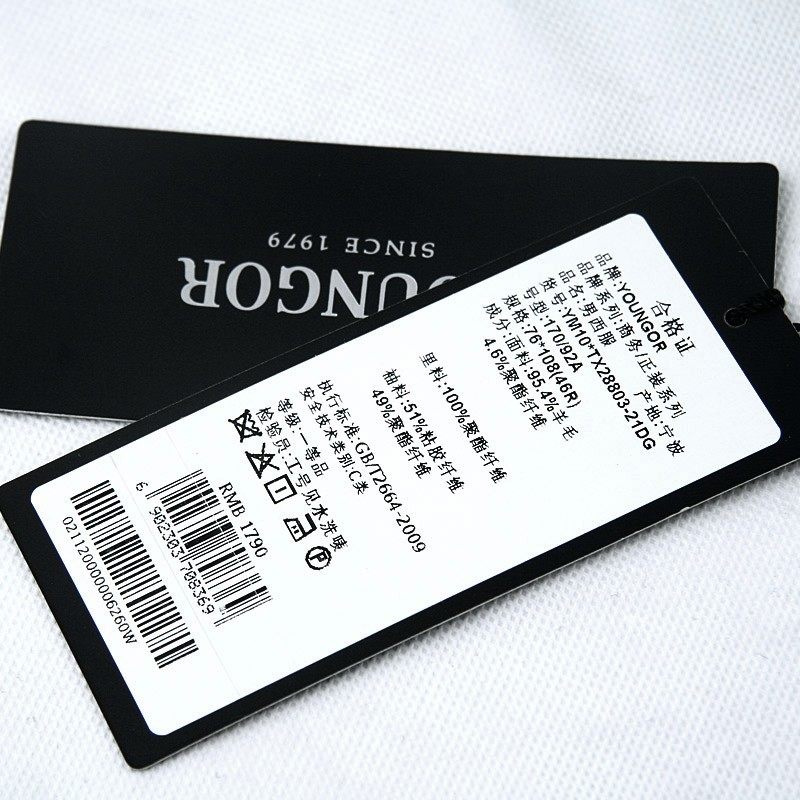 YOUNGOR
SINCE 1979
合格证
品牌:YOUNGOR
品牌系列:商务/正装系列
品名:男西服
产地:宁波
货号:YM10*TX28803-21DG
号型:170/92A
规格:76*108(46R)
成分:面料:95.4%羊毛
4.6%聚酯纤维
里料:100%聚酯纤维
袖料:51%粘胶纤维
49%聚酯纤维
执行标准:GB/T2664-2009
安全技术类别:C类
等级:一等品
检验员:工号见水洗唛
P
RMB 1790
6 902303 708369
02112000006260W